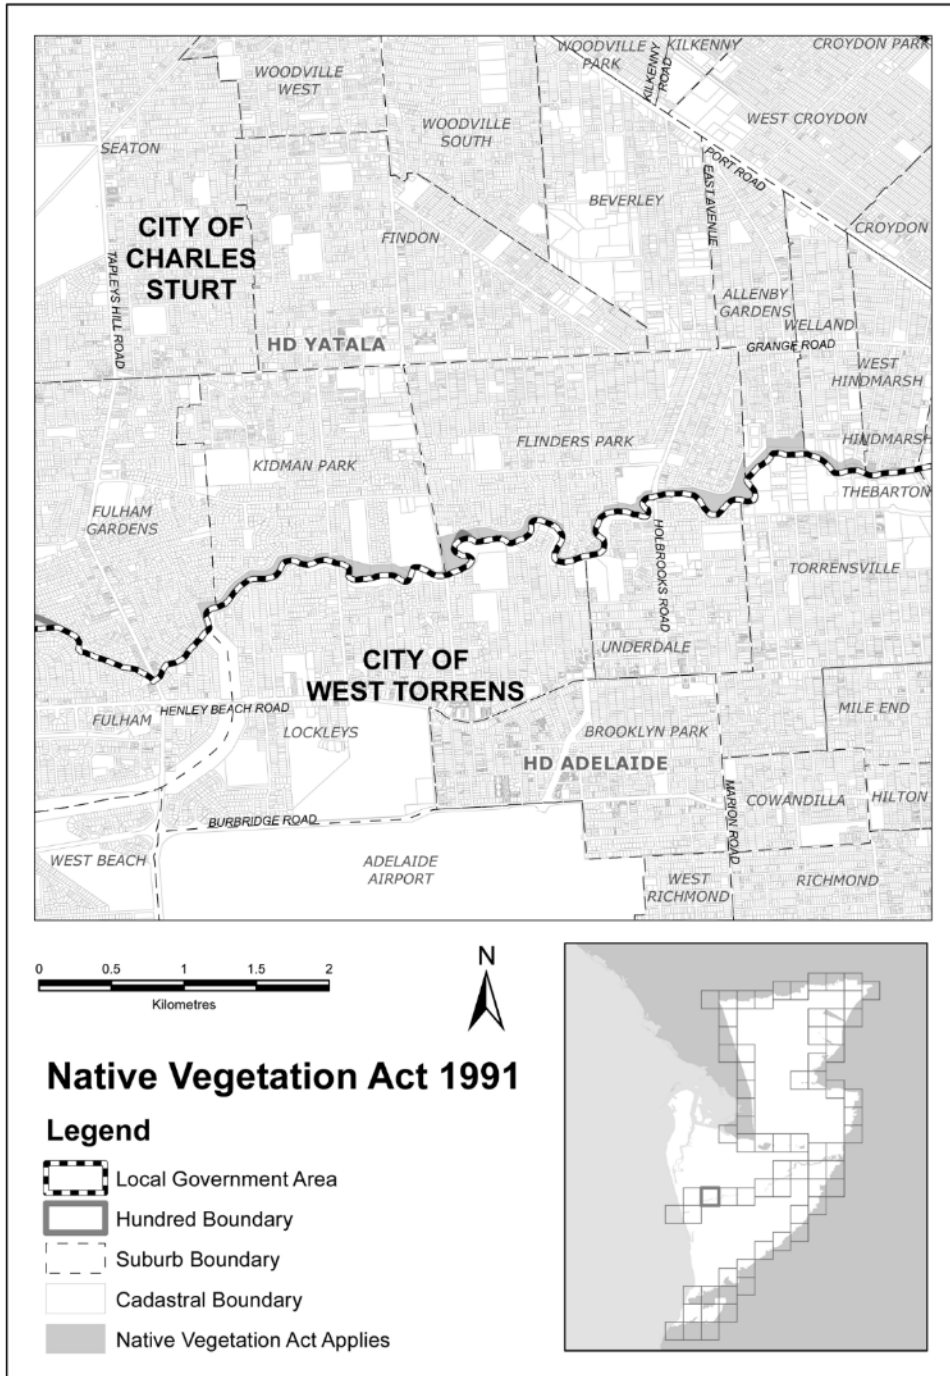 WOODVILLE
PARK
KILKENNY
KILKENNY
ROAD
CROYDON PARK
WOODVILLE
WEST
WOODVILLE
SOUTH
WEST CROYDON
SEATON
PORT ROAD
EAST AVENUE
BEVERLEY
CROYDON
CITY OF
CHARLES
STURT
FINDON
TAPLEYS HILL ROAD
ALLENBY
GARDENS
WELLAND
HD YATALA
GRANGE ROAD
WEST
HINDMARSH
FLINDERS PARK
HINDMARSH
KIDMAN PARK
THEBARTON
FULHAM
GARDENS
HOLBROOKS ROAD
TORRENSVILLE
UNDERDALE
CITY OF
WEST TORRENS
HENLEY BEACH ROAD
FULHAM
LOCKLEYS
BROOKLYN PARK
MILE END
HD ADELAIDE
MARION ROAD
COWANDILLA
HILTON
BURBRIDGE ROAD
WEST BEACH
ADELAIDE
AIRPORT
WEST
RICHMOND
RICHMOND
0 0.5 1 1.5 2
Kilometres
N
Native Vegetation Act 1991
Legend
Local Government Area
Hundred Boundary
Suburb Boundary
Cadastral Boundary
Native Vegetation Act Applies